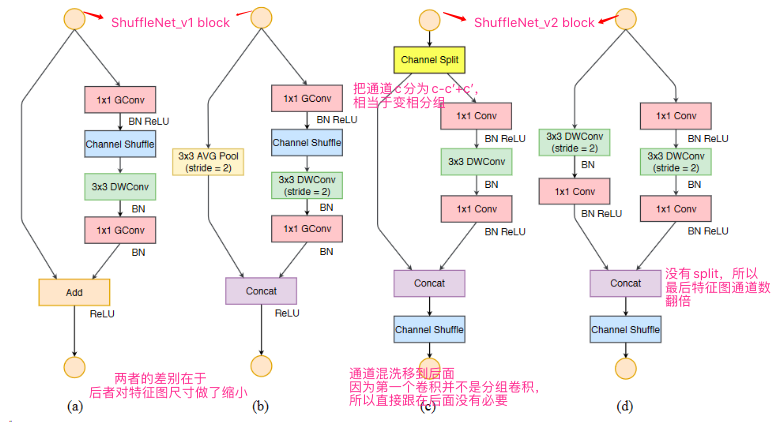 ShuffleNet_v1 block
1x1 GConv
BN ReLU
Channel Shuffle
3x3 DWConv
BN
1x1 GConv
BN
Add
ReLU
两者的差别在于
后者对特征图尺寸做了缩小
(a)
1x1 GConv
BN ReLU
Channel Shuffle
3x3 AVG Pool
(stride = 2)
3x3 DWConv
(stride = 2)
BN
1x1 GConv
BN
Concat
ReLU
(b)
ShuffleNet_v2 block
Channel Split
把通道c分为c-c'+c',
相当于变相分组
1x1 Conv
BN ReLU
3x3 DWConv
BN
1x1 Conv
BN ReLU
Concat
Channel Shuffle
通道混洗移到后面
因为第一个卷积并不是分组卷积,
所以直接跟在后面没有必要
(c)
3x3 DWConv
(stride = 2)
BN
1x1 Conv
BN ReLU
1x1 Conv
BN ReLU
3x3 DWConv
(stride = 2)
BN
1x1 Conv
BN ReLU
Concat
Channel Shuffle
没有split，所以
最后特征图通道数
翻倍
(d)